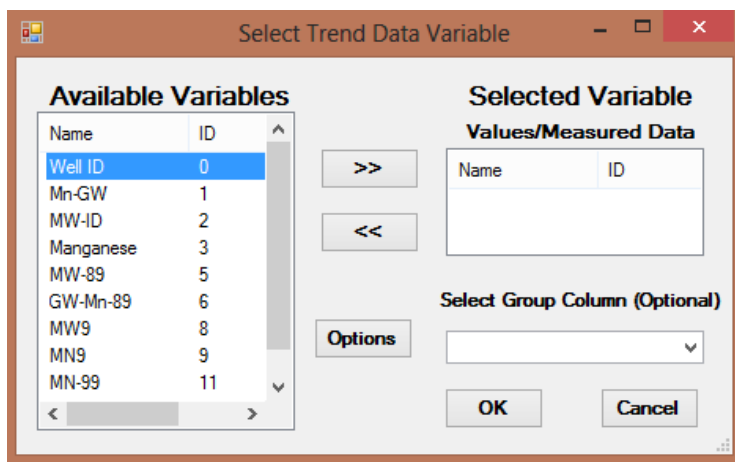 Select Trend Data Variable
Available Variables
Name ID
Well ID 0
Mn-GW 1
MW-ID 2
Manganese 3
MW-89 5
GW-Mn-89 6
MW9 8
MN9 9
MN-99 11
>>
<<
Options
Selected Variable
Values/Measured Data
Name ID
Select Group Column (Optional)
OK Cancel